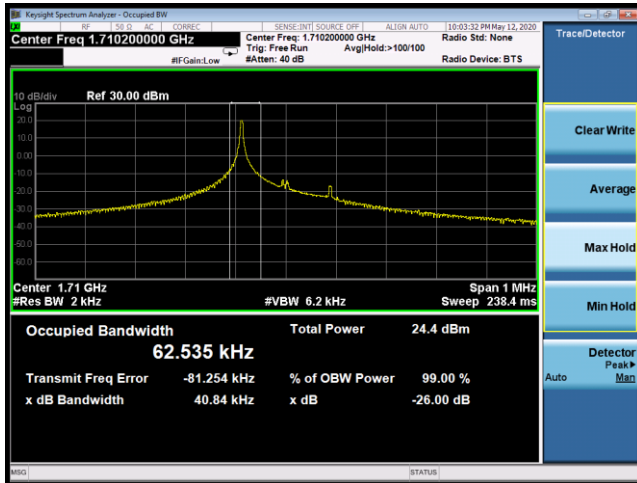 Keysight Spectrum Analyzer - Occupied BW
RF 50 Ω AC CORREC SENSE:INT SOURCE OFF ALIGN AUTO 10:03:32 PM May 12, 2020
Center Freq 1.710200000 GHz Center Freq: 1.710200000 GHz Radio Std: None
Trig: Free Run Avg|Hold:>100/100
#IFGain:Low #Atten: 40 dB Radio Device: BTS
Trace/Detector
10 dB/div Ref 30.00 dBm
Log
20.0
10.0
0.00
-10.0
-20.0
-30.0
-40.0
-50.0
-60.0
Center 1.71 GHz Span 1 MHz
#Res BW 2 kHz #VBW 6.2 kHz Sweep 238.4 ms
Occupied Bandwidth Total Power 24.4 dBm
62.535 kHz
Transmit Freq Error -81.254 kHz % of OBW Power 99.00 %
x dB Bandwidth 40.84 kHz x dB -26.00 dB
Clear Write
Average
Max Hold
Min Hold
Detector
Peak▶
Auto Man
MSG STATUS